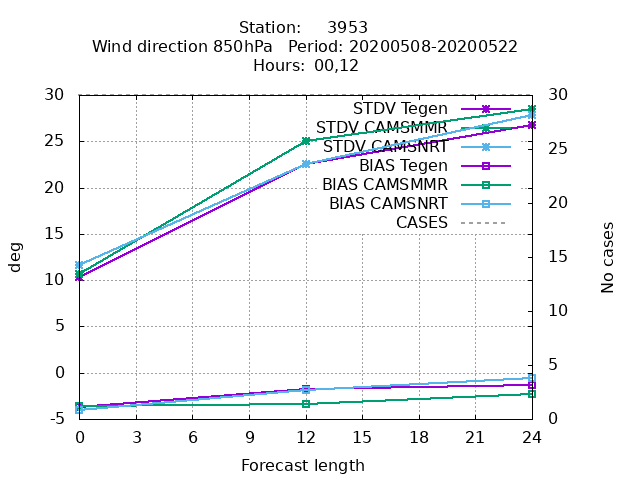 Station:     3953
Wind direction 850hPa   Period: 20200508-20200522
Hours: 00,12
30 STDV Tegen 30
STDV CAMSMMR
25 STDV CAMSNRT 25
BIAS Tegen
20 BIAS CAMSMMR
BIAS CAMSNRT 20
CASES
15
15
deg
No cases
10
10
5
5
0
-5 0
0 3 6 9 12 15 18 21 24
Forecast length